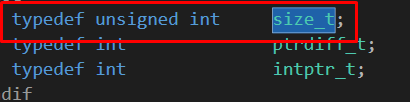 typedef unsigned int size_t;
typedef int ptrdiff_t;
typedef int intptr_t;
dif